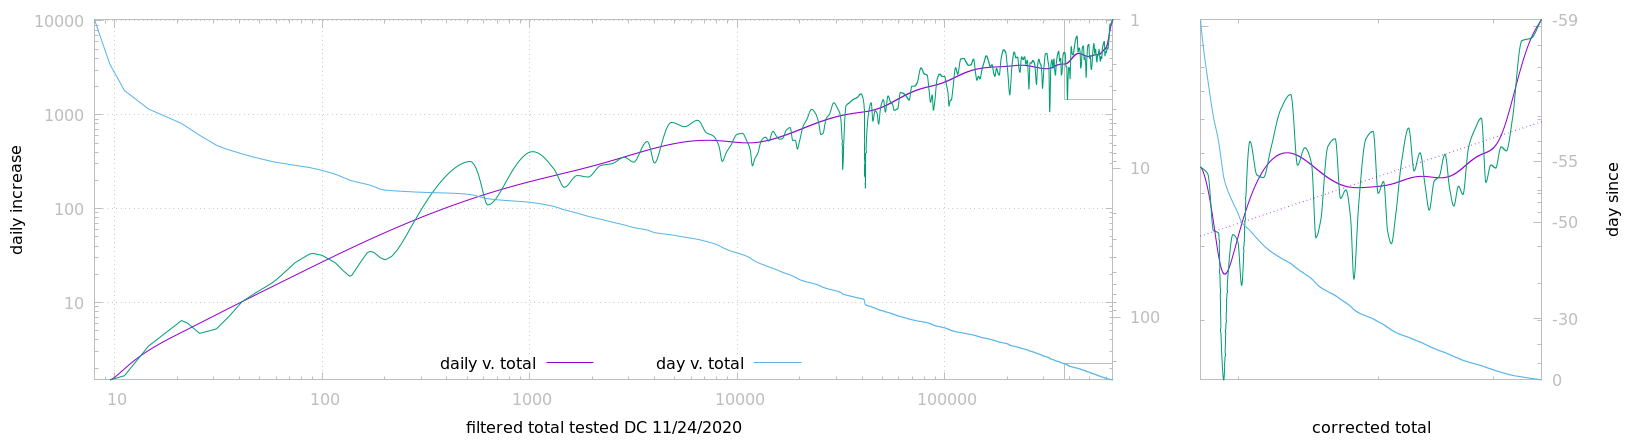 10000
1000
100
10
daily increase
10
100
1000
10000
100000
1
10
100
daily v. total
day v. total
filtered total tested DC 11/24/2020
-59
-55
-50
-30
0
day since
corrected total